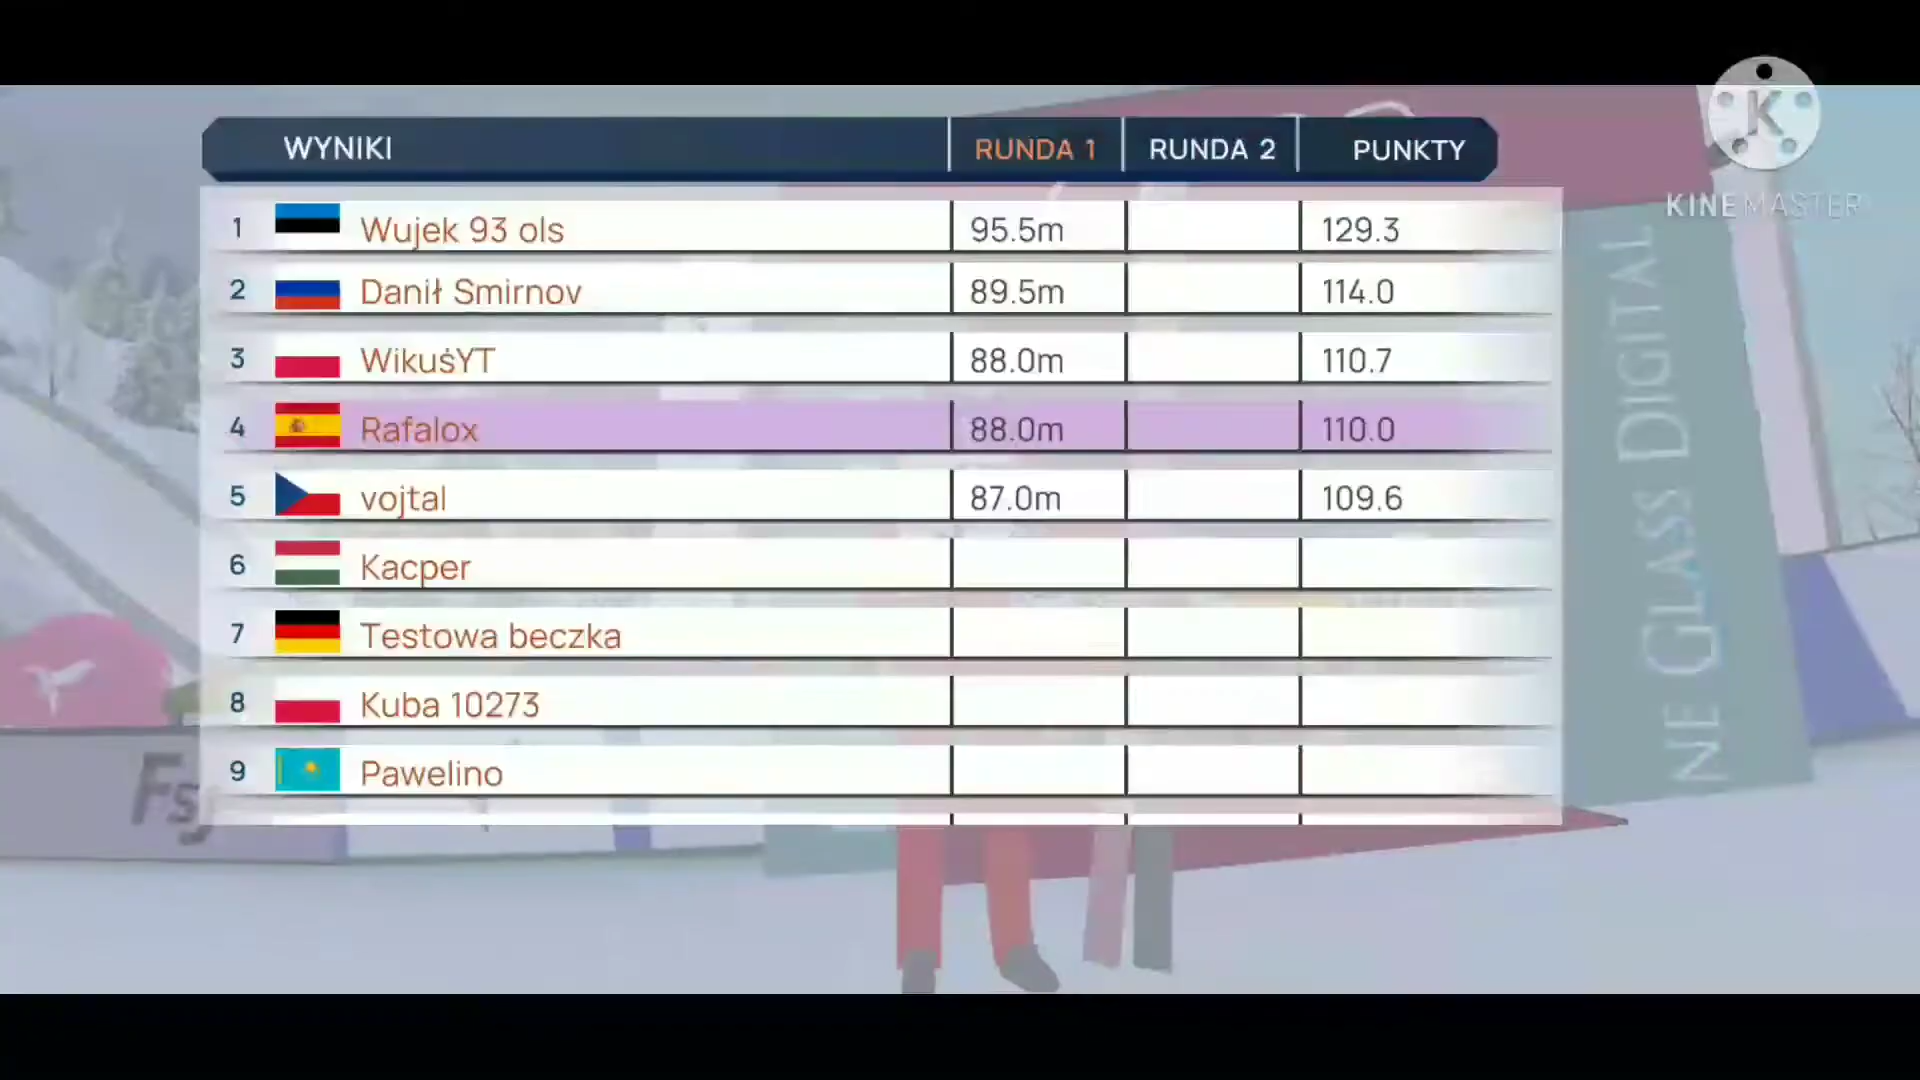 WYNIKI RUNDA 1 RUNDA 2 PUNKTY
1 Wujek 93 ols 95.5m 129.3
2 Danił Smirnov 89.5m 114.0
3 WikuśYT 88.0m 110.7
4 Rafalox 88.0m 110.0
5 vojtal 87.0m 109.6
6 Kacper
7 Testowa beczka
8 Kuba 10273
9 Pawelino
K
KINEMASTER
NE GLASS DIGITAL
Fsj